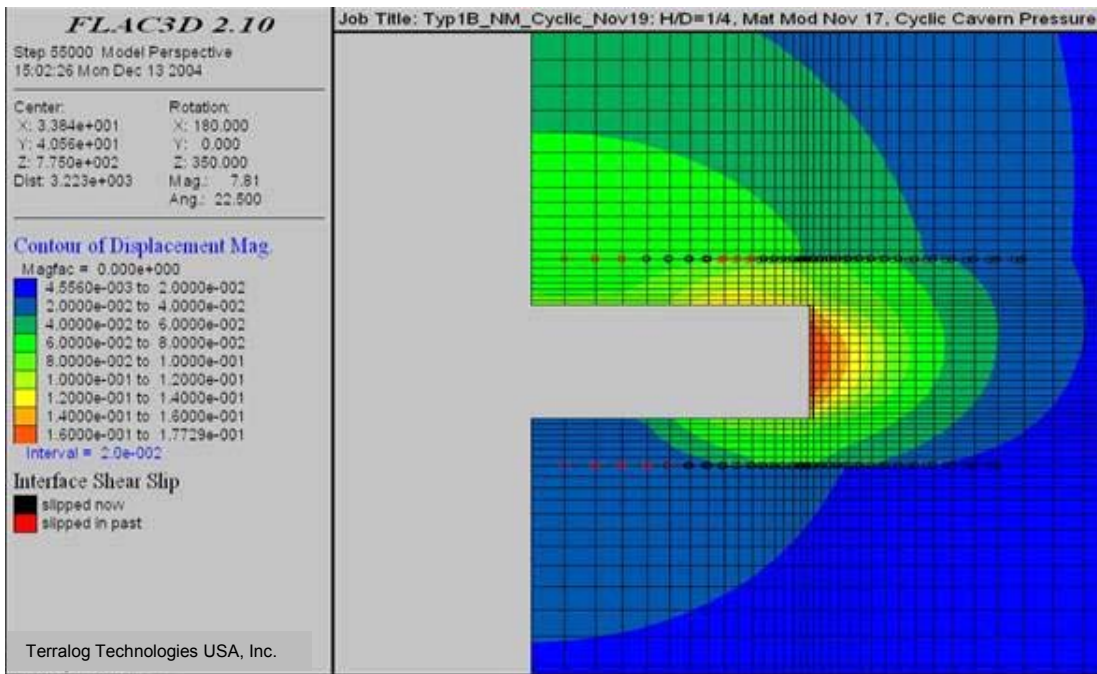 FLAC3D 2.10
Step 55000 Model Perspective
15:02:26 Mon Dec 13 2004
Center:
X: 3.384e+001
Y: 4.056e+001
Z: 7.750e+002
Dist: 3.223e+003
Rotation:
X: 180.000
Y: 0.000
Z: 350.000
Mag.: 7.81
Ang.: 22.500
Contour of Displacement Mag.
Magfac = 0.000e+000
4.5560e-003 to 2.0000e-002
2.0000e-002 to 4.0000e-002
4.0000e-002 to 6.0000e-002
6.0000e-002 to 8.0000e-002
8.0000e-002 to 1.0000e-001
1.0000e-001 to 1.2000e-001
1.2000e-001 to 1.4000e-001
1.4000e-001 to 1.6000e-001
1.6000e-001 to 1.7729e-001
Interval = 2.0e-002
Interface Shear Slip
slipped now
slipped in past
Terralog Technologies USA, Inc.
Job Title: Typ1B_NM_Cyclic_Nov19: H/D=1/4, Mat Mod Nov 17, Cyclic Cavern Pressure